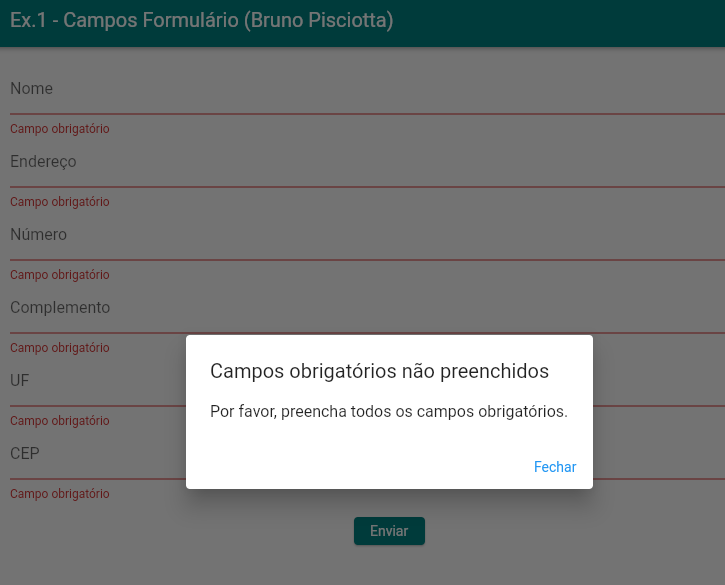 Ex.1 - Campos Formulário (Bruno Pisciotta)
Nome
Campo obrigatório
Endereço
Campo obrigatório
Número
Campo obrigatório
Complemento
Campo obrigatório
UF
Campo obrigatório
CEP
Campo obrigatório
Campos obrigatórios não preenchidos
Por favor, preencha todos os campos obrigatórios.
Fechar
Enviar